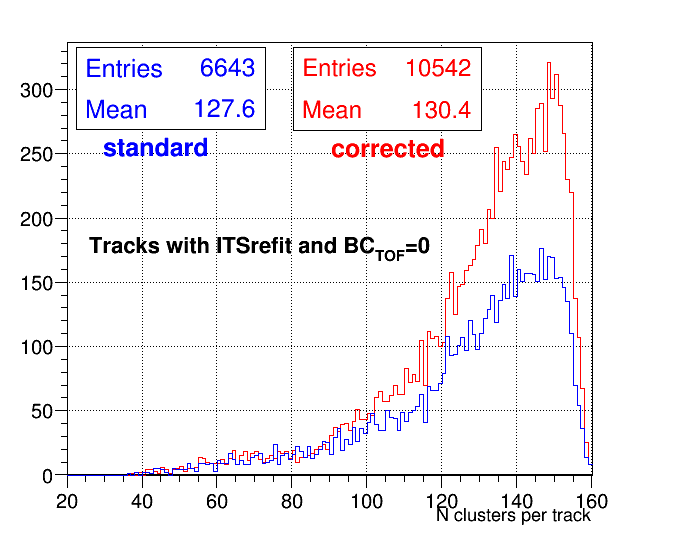 Entries 6643
Mean 127.6
standard
Entries 10542
Mean 130.4
corrected
Tracks with ITSrefit and BC_TOF=0
300
250
200
150
100
50
0
20 40 60 80 100 120 140 160
N clusters per track